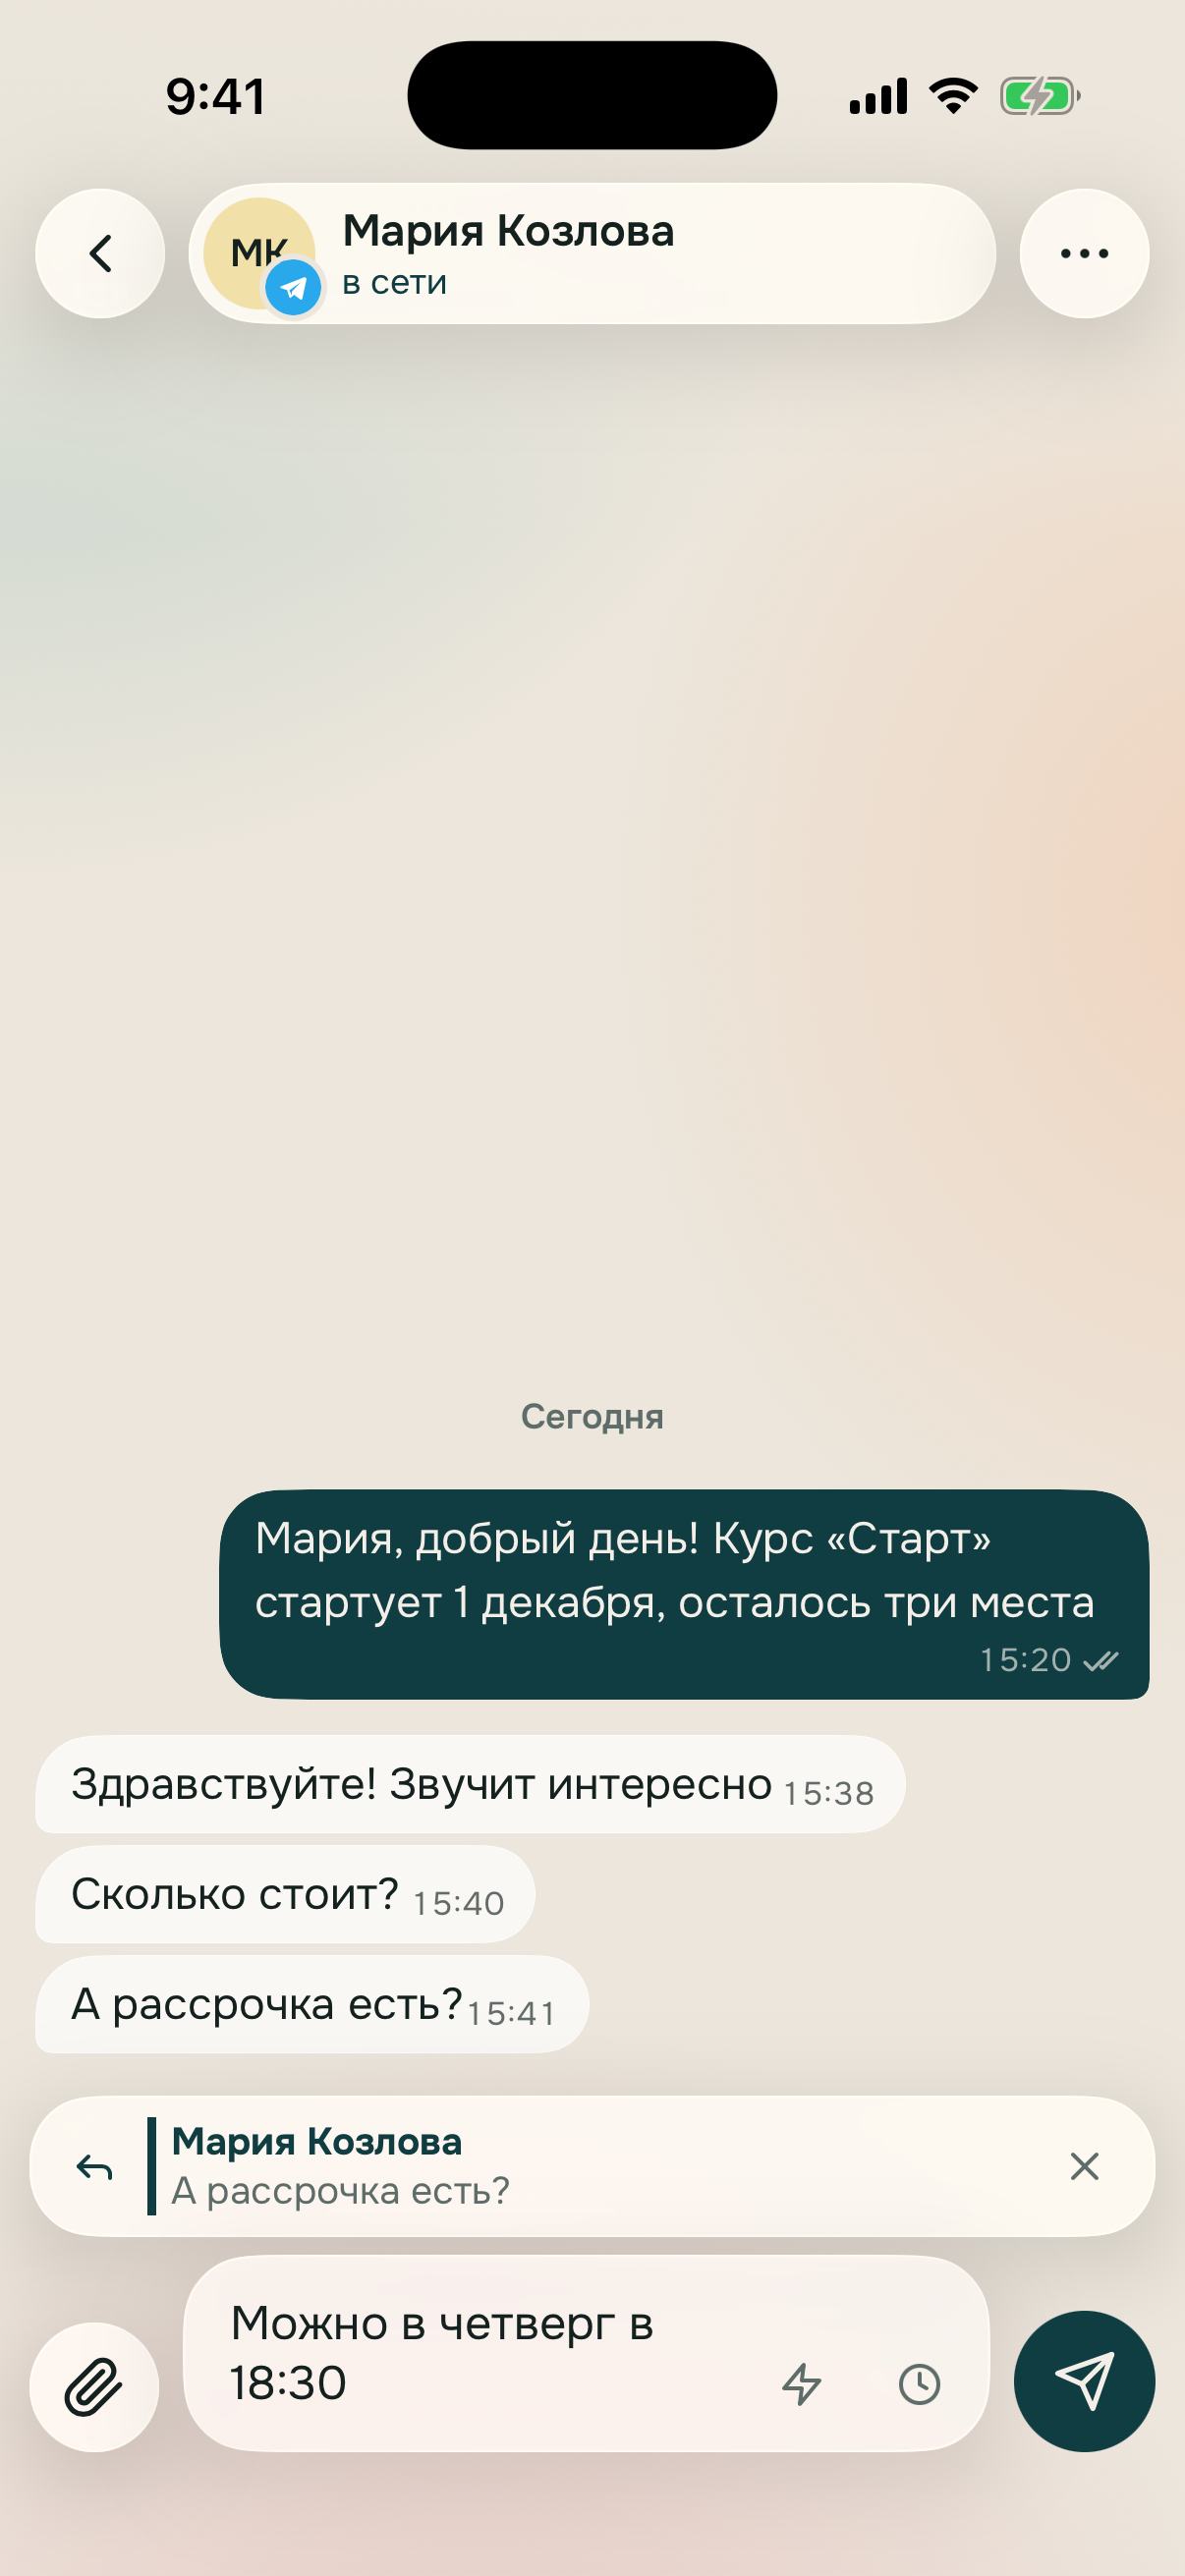 9:41
МК
Мария Козлова
в сети
Сегодня
Мария, добрый день! Курс «Старт»
стартует 1 декабря, осталось три места
15:20
Здравствуйте! Звучит интересно 15:38
Сколько стоит? 15:40
А рассрочка есть? 15:41
Мария Козлова
А рассрочка есть?
Можно в четверг в
18:30